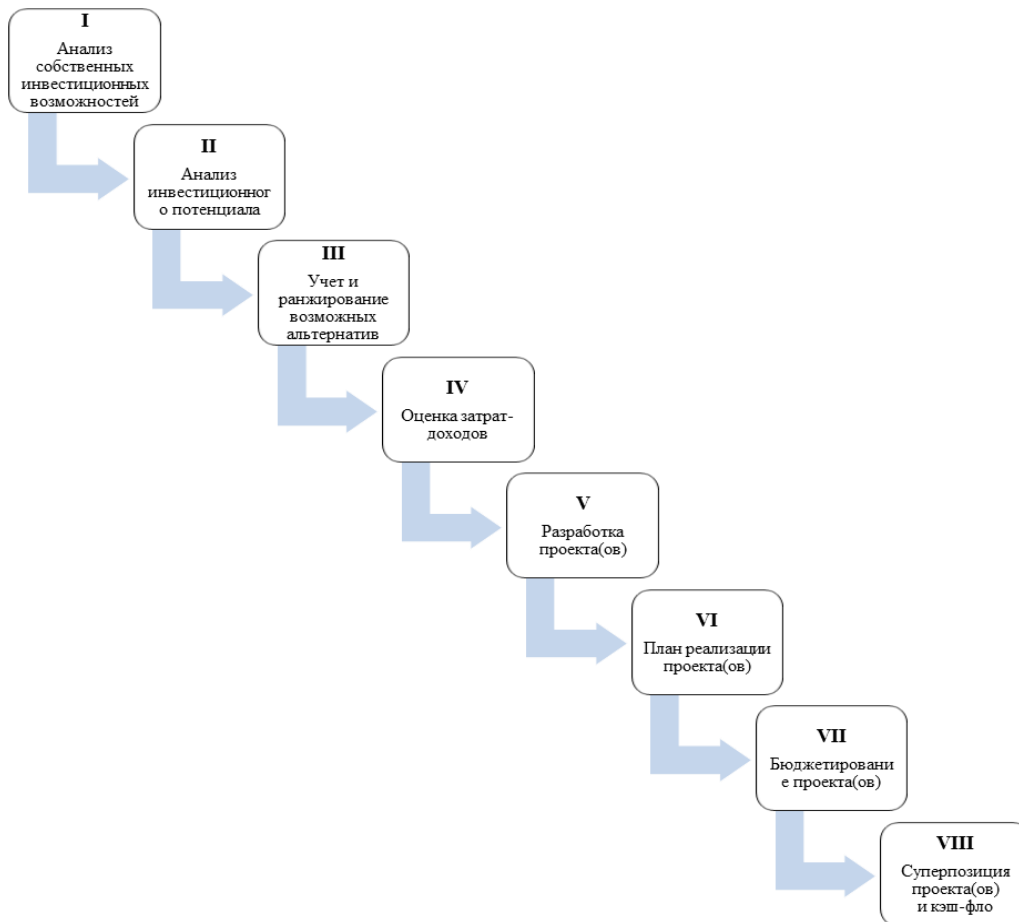 I
Анализ
собственных
инвестиционных
возможностей
II
Анализ
инвестиционног
о потенциала
III
Учет и
ранжирование
возможных
альтернатив
IV
Оценка затрат-
доходов
V
Разработка
проекта(ов)
VI
План реализации
проекта(ов)
VII
Бюджетировани
е проекта(ов)
VIII
Суперпозиция
проекта(ов)
и кэш-фло